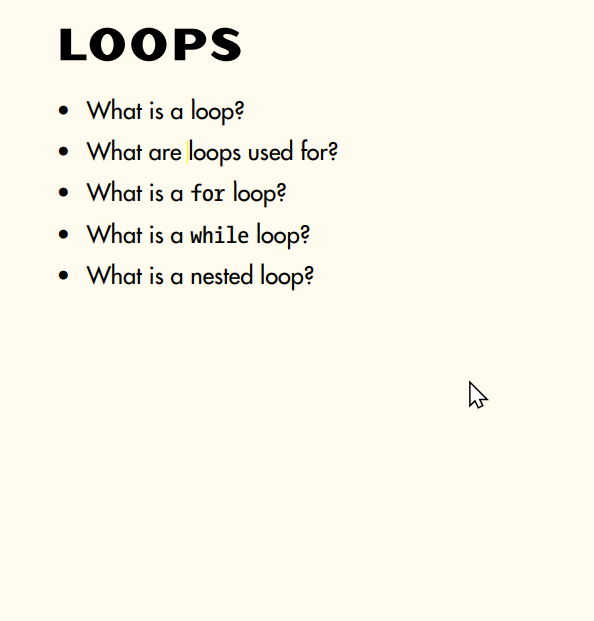 LOOPS
• What is a loop?
• What are loops used for?
• What is a for loop?
• What is a while loop?
• What is a nested loop?